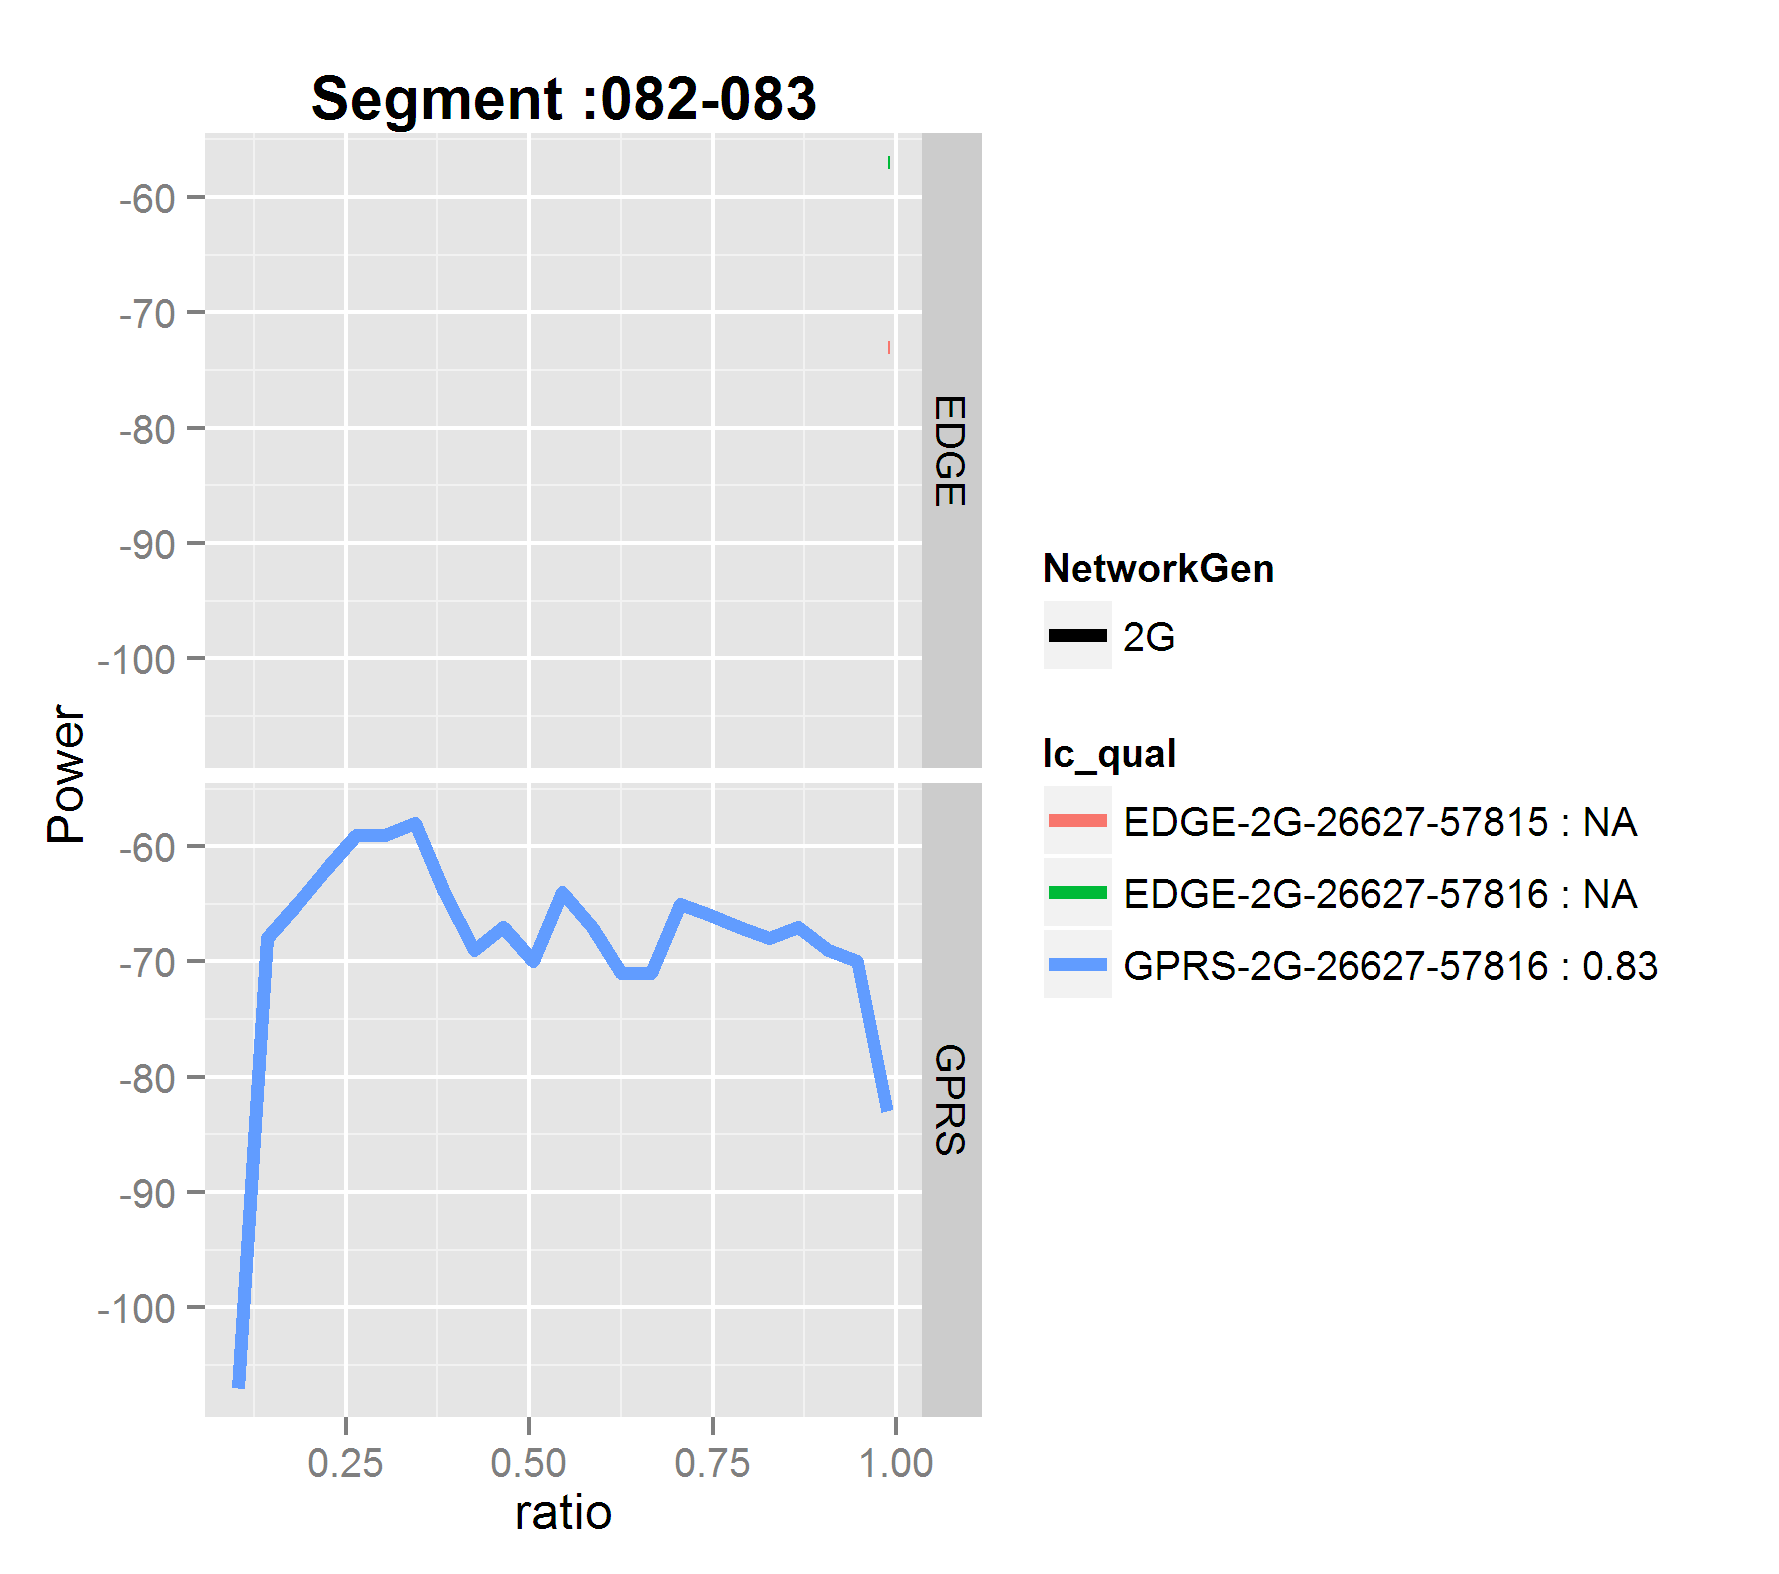 Segment :082-083
-60
-70
-80
-90
-100
EDGE
-60
-70
-80
-90
-100
GPRS
Power
0.25 0.50 0.75 1.00
ratio
NetworkGen
2G
lc_qual
EDGE-2G-26627-57815 : NA
EDGE-2G-26627-57816 : NA
GPRS-2G-26627-57816 : 0.83